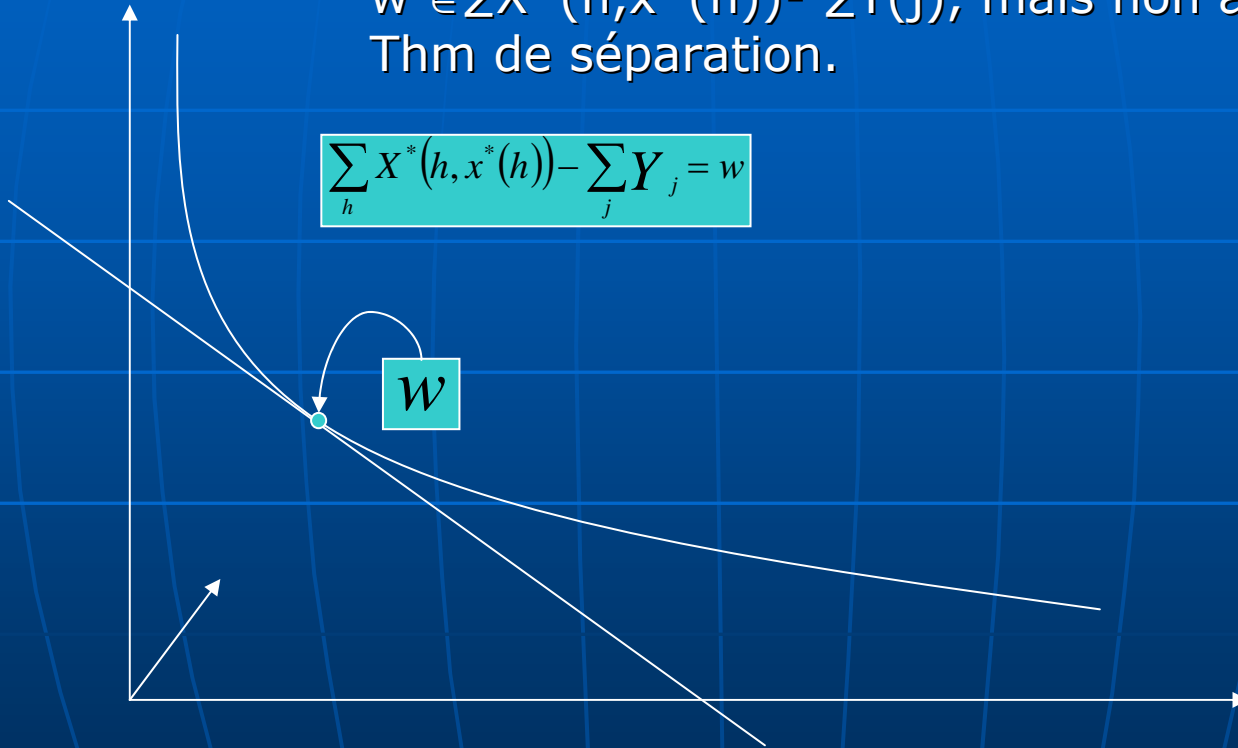 Thm de séparation.
∑_h X^*(h, x^*(h)) − ∑_j Y_j = w
w